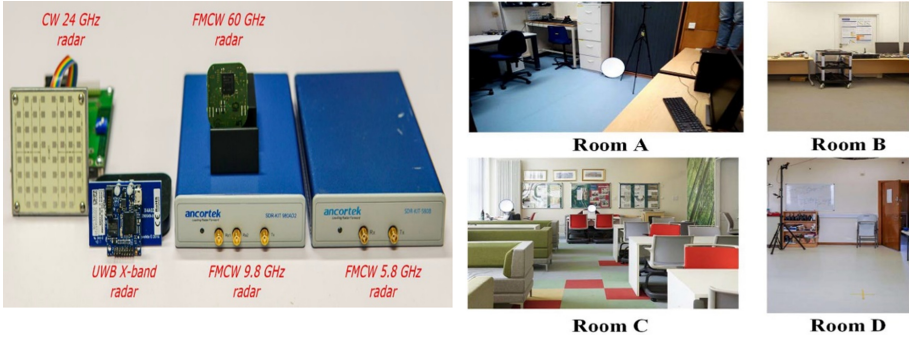 CW 24 GHz
radar
FMCW 60 GHz
radar
ancortek
ancortek
UWB X-band
radar
FMCW 9.8 GHz
radar
FMCW 5.8 GHz
radar
Room A
Room B
Room C
Room D